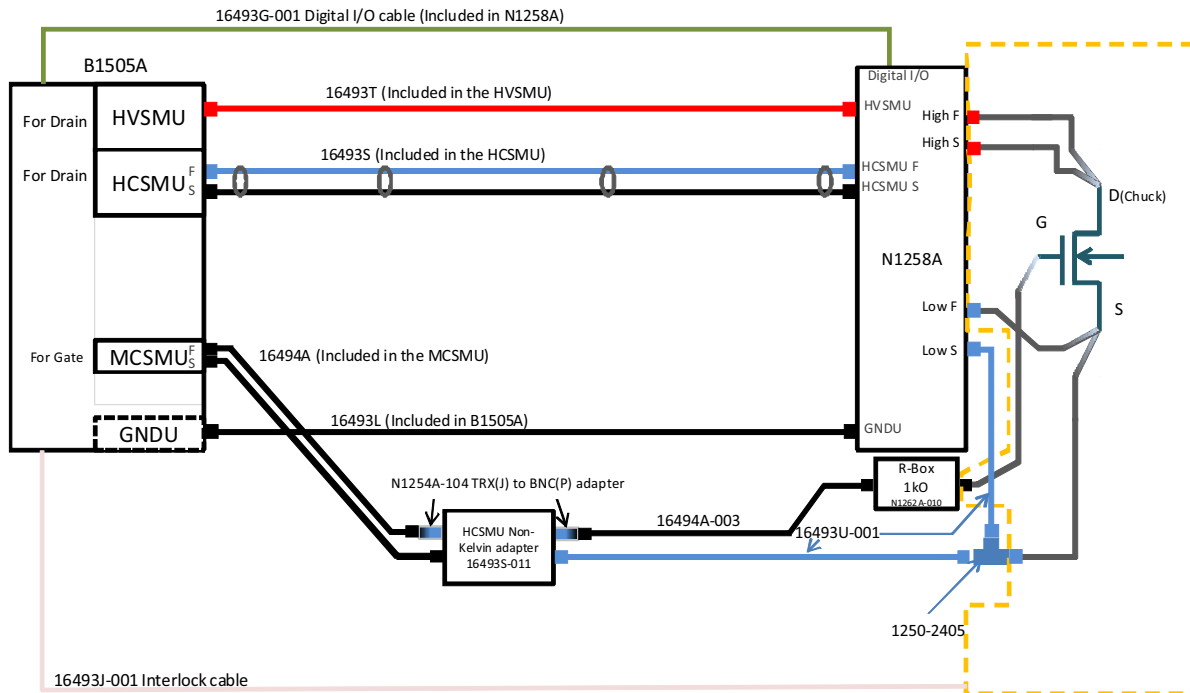 16493G-001 Digital I/O cable (Included in N1258A)
B1505A
Digital I/O
For Drain
HVSMU
16493T (Included in the HVSMU)
HVSMU
High F
High S
For Drain
HCSMU
F
S
16493S (Included in the HCSMU)
HCSMU F
HCSMU S
D(Chuck)
G
N1258A
S
Low F
Low S
For Gate
MCSMU
F
S
16494A (Included in the MCSMU)
GNDU
16493L (Included in B1505A)
GNDU
R-Box
1kO
N1262A-010
N1254A-104 TRX(J) to BNC(P) adapter
16494A-003
16493U-001
HCSMU Non-
Kelvin adapter
16493S-011
1250-2405
16493J-001 Interlock cable